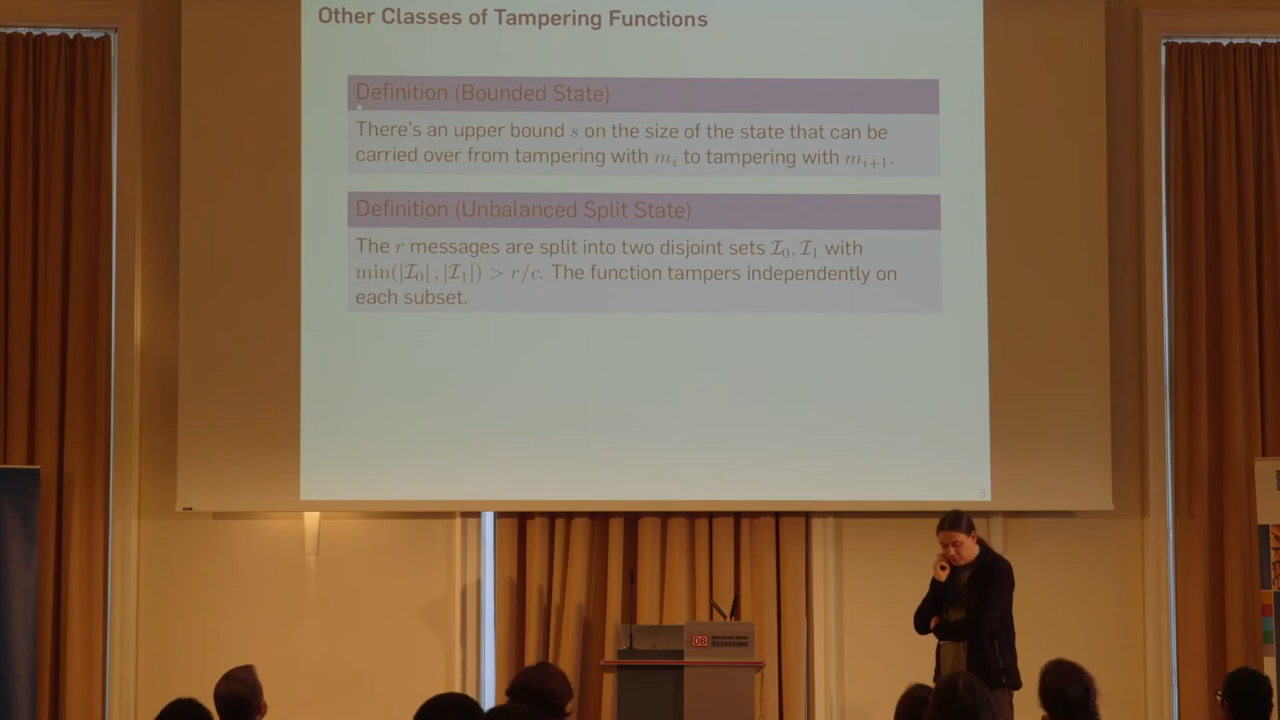 Other Classes of Tampering Functions
Definition (Bounded State)
There's an upper bound s on the size of the state that can be
carried over from tampering with mᵢ to tampering with mᵢ₊₁.
Definition (Unbalanced Split State)
The r messages are split into two disjoint sets 𝓘₀, 𝓘₁ with
min(|𝓘₀|, |𝓘₁|) > r/c. The function tampers independently on
each subset.
8
DB
STIFTUNG